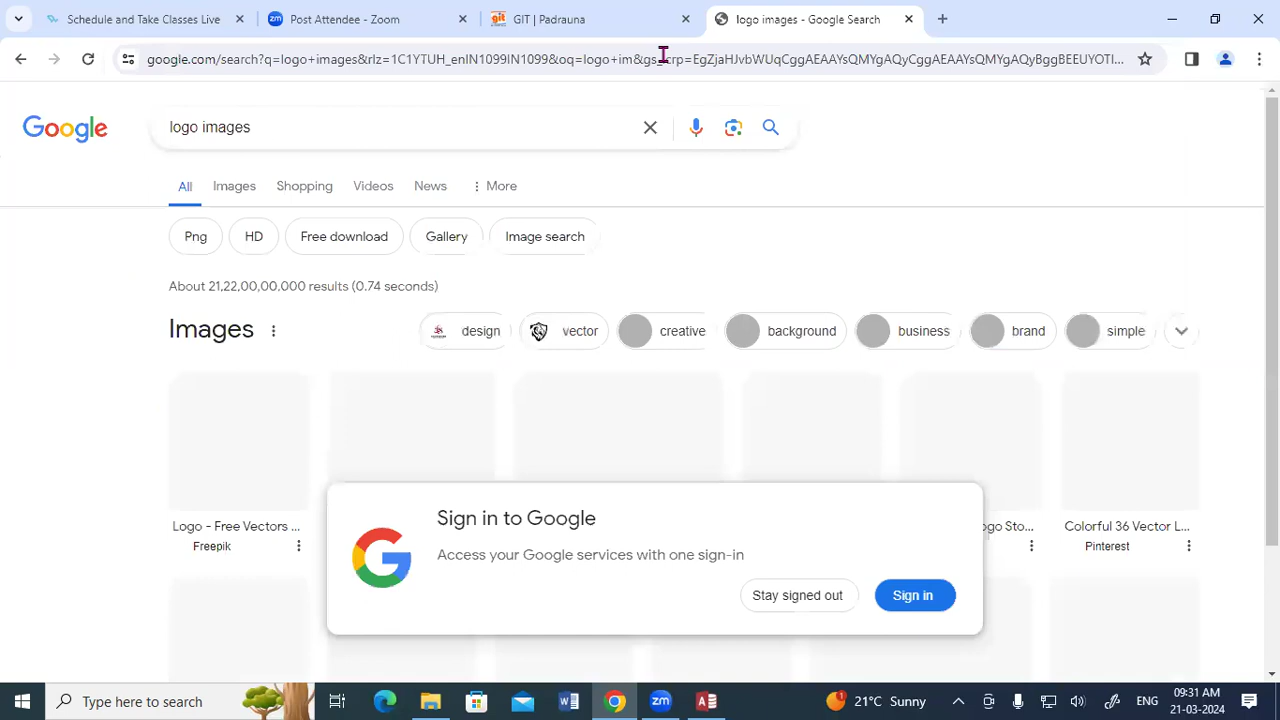 Schedule and Take Classes Live
Post Attendee - Zoom
GIT | Padrauna
logo images - Google Search
google.com/search?q=logo+images&rlz=1C1YTUH_enIN1099IN1099&oq=logo+im&gs_crp=EgZjaHJvbWUqCggAEAAYsQMYgAQyCggAEAAYsQMYgAQyBggBEEUYOTI...
Google
logo images
All
Images
Shopping
Videos
News
More
Png
HD
Free download
Gallery
Image search
About 21,22,00,00,000 results (0.74 seconds)
Images
design
vector
creative
background
business
brand
simple
Logo - Free Vectors ...
Freepik
ogo Sto...
Colorful 36 Vector L...
Pinterest
Sign in to Google
Access your Google services with one sign-in
Stay signed out
Sign in
Type here to search
21°C Sunny
ENG
09:31 AM
21-03-2024